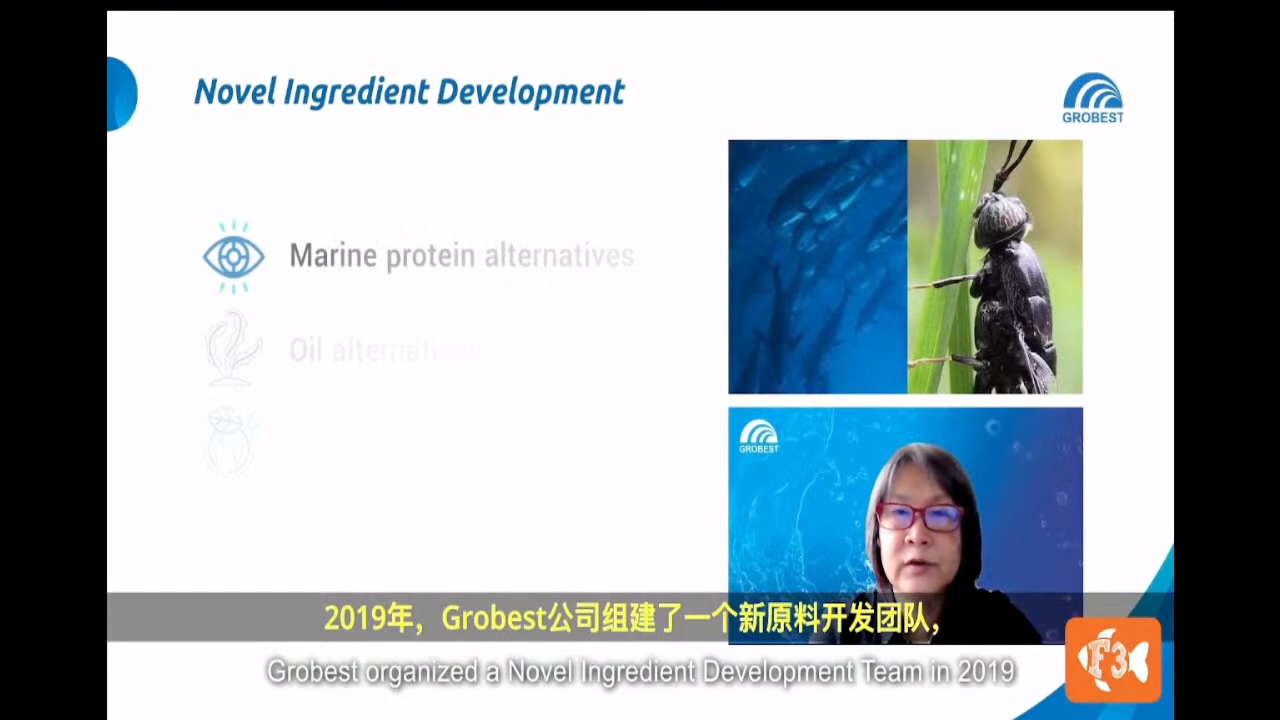 Novel Ingredient Development
GROBEST
Marine protein alternatives
Oil alternatives
GROBEST
2019年，Grobest公司组建了一个新原料开发团队，
Grobest organized a Novel Ingredient Development Team in 2019
F3